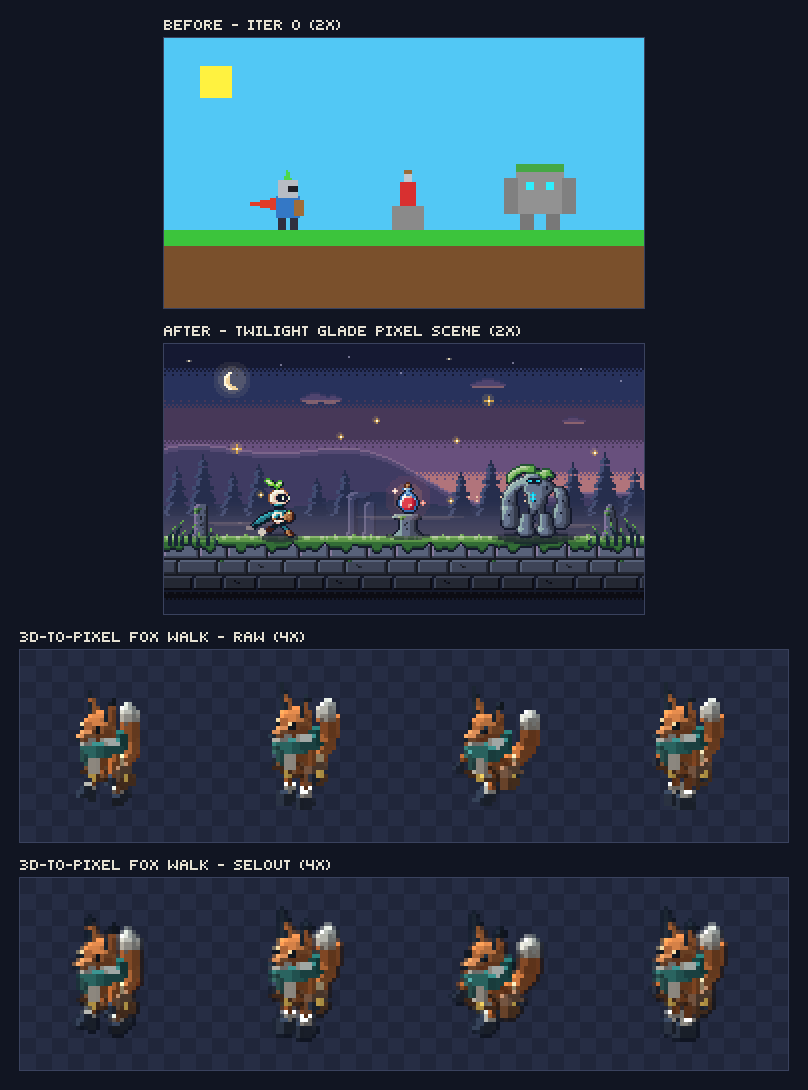 BEFORE - ITER 0 (2X)
AFTER - TWILIGHT GLADE PIXEL SCENE (2X)
3D-TO-PIXEL FOX WALK - RAW (4X)
3D-TO-PIXEL FOX WALK - SELOUT (4X)